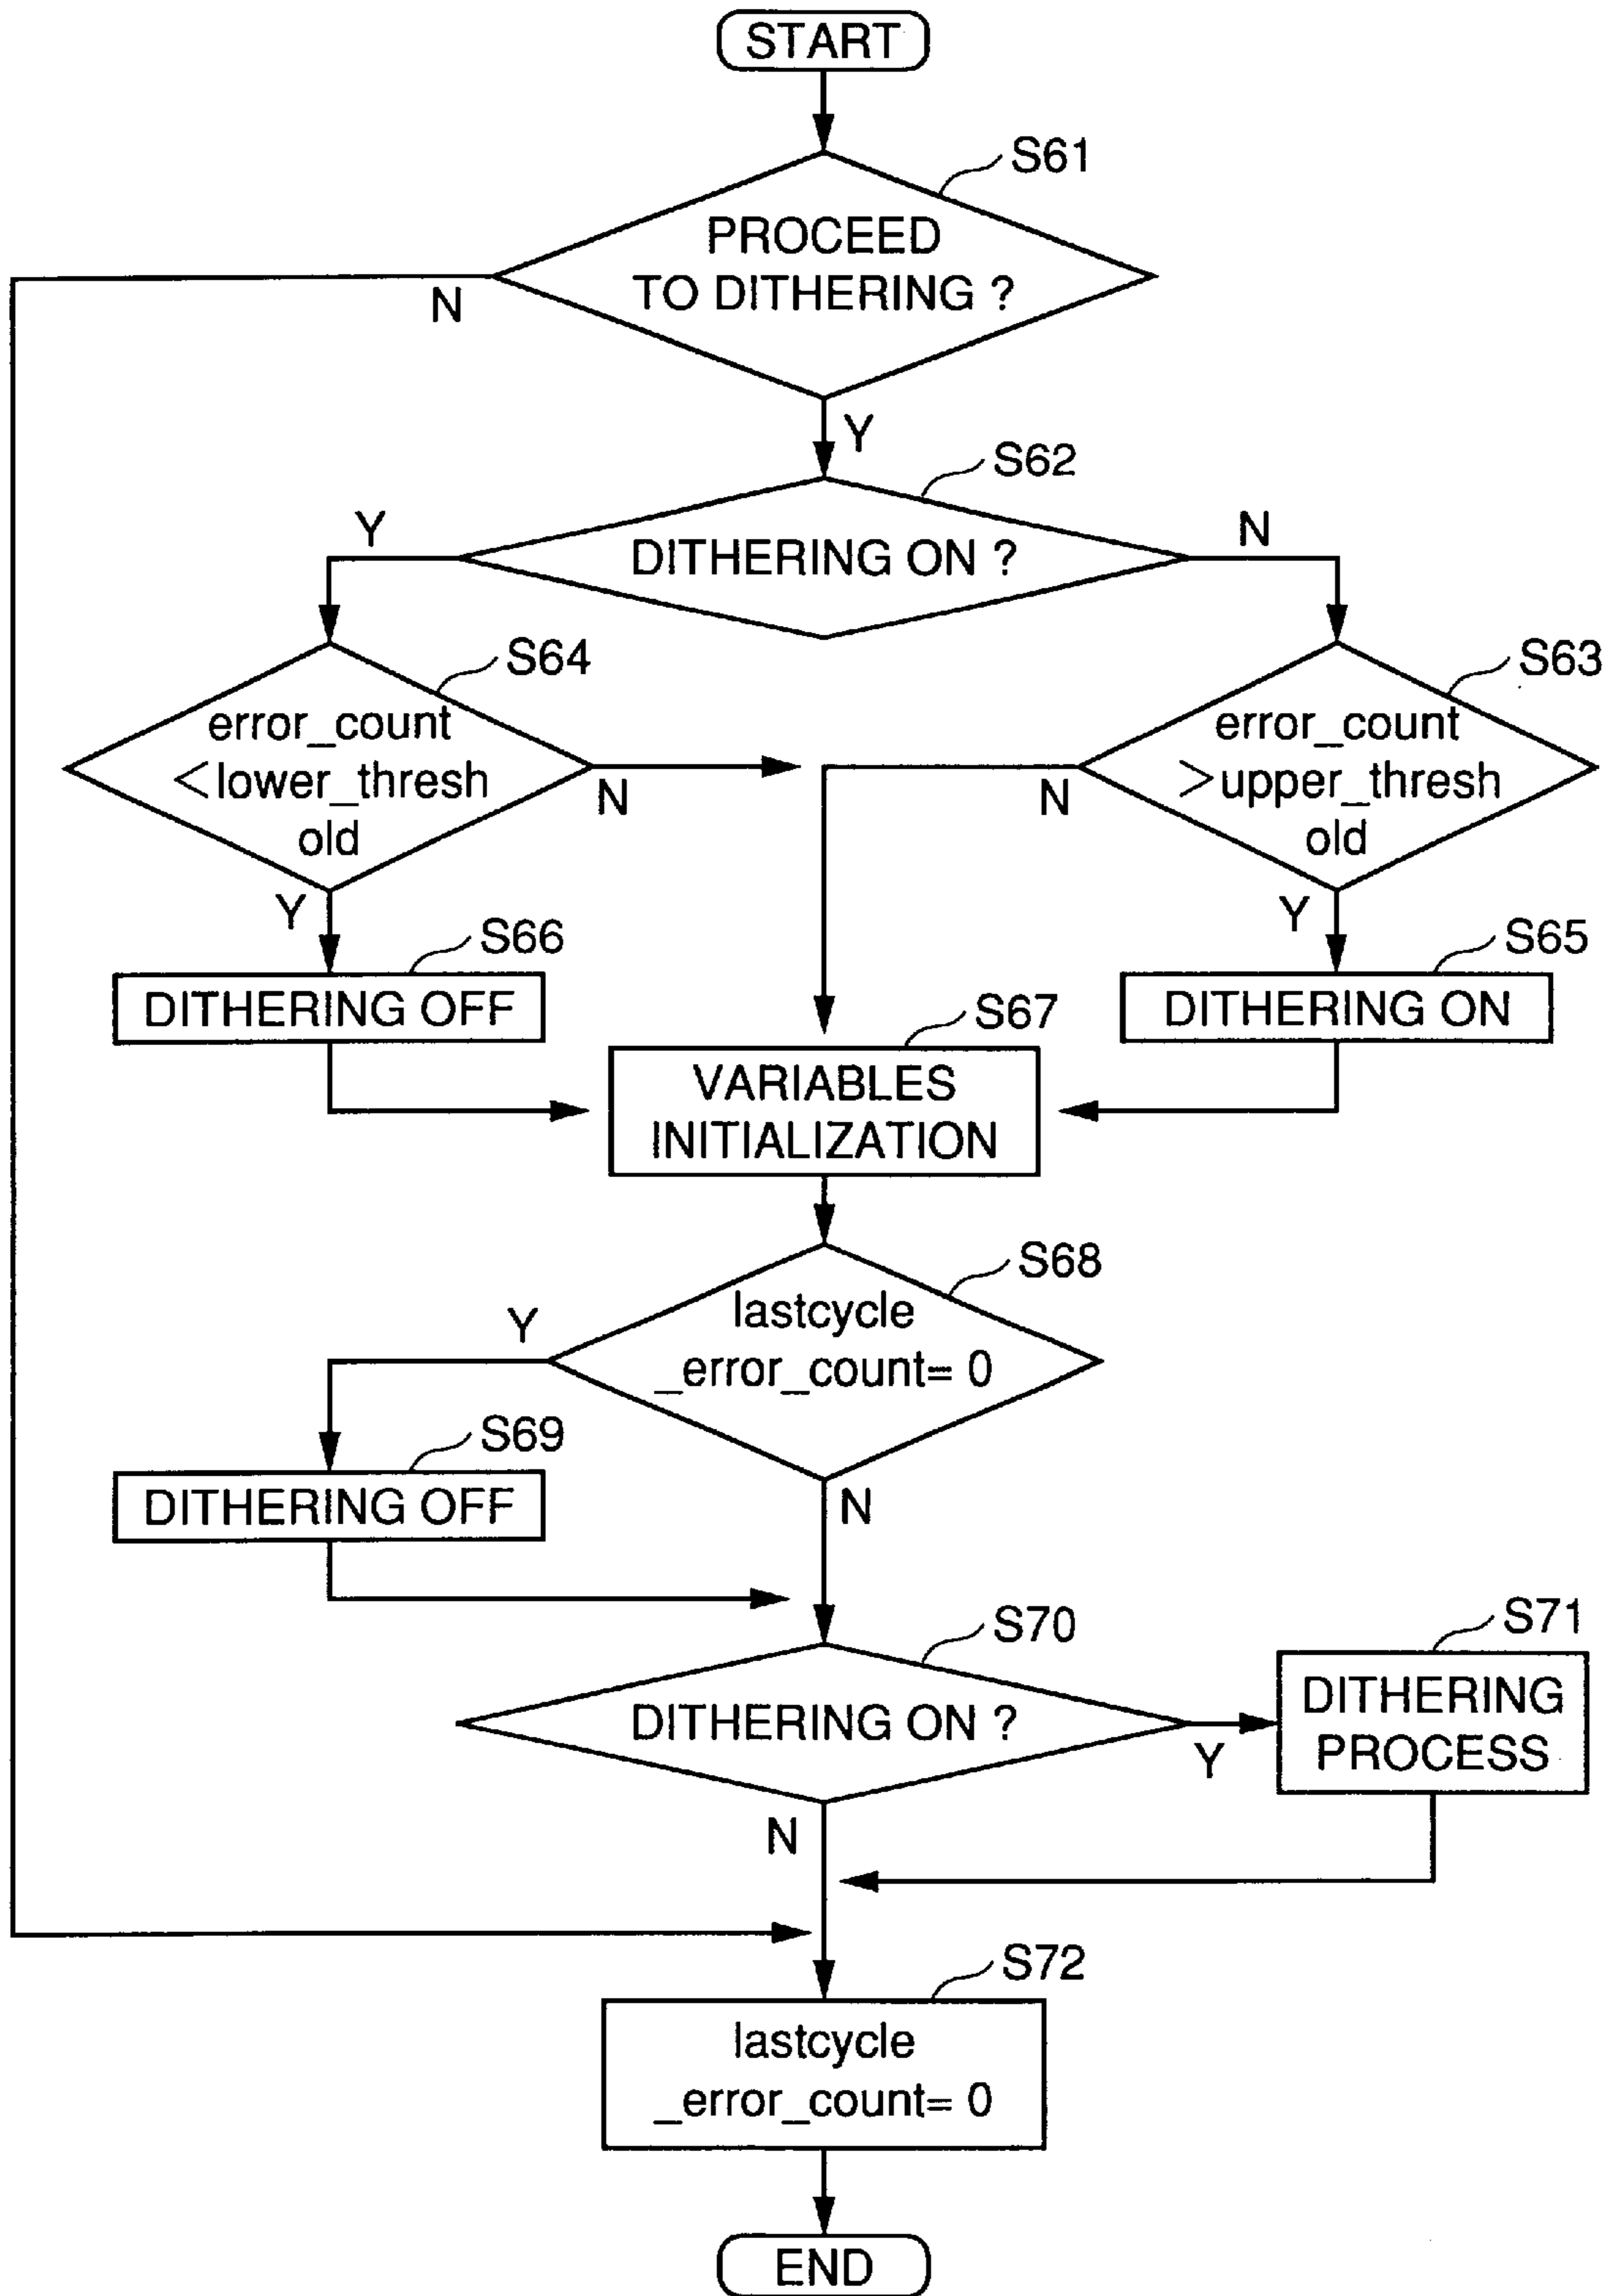 START
S61
PROCEED
TO DITHERING ?
N
Y
S62
Y
DITHERING ON ?
N
S64
error_count
<lower_thresh
old
N
Y
S63
error_count
>upper_thresh
old
N
Y
S66
DITHERING OFF
S65
DITHERING ON
S67
VARIABLES
INITIALIZATION
S68
Y
lastcycle
_error_count= 0
N
S69
DITHERING OFF
S70
DITHERING ON ?
Y
N
S71
DITHERING
PROCESS
S72
lastcycle
_error_count= 0
END